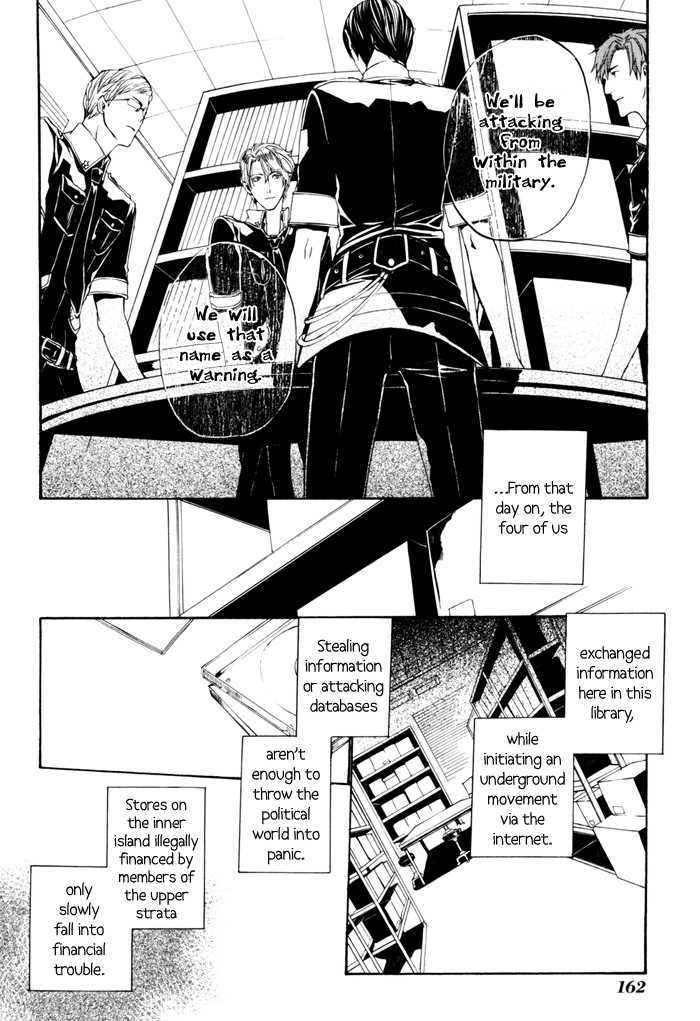 We'll be
attacking
from
within the
military.
We will
use that
name as a
warning.
...From that
day on, the
four of us
exchanged
information
here in this
library,
while
initiating an
underground
movement
via the
internet.
Stealing
information
or attacking
databases
aren't
enough to
throw the
political
world into
panic.
Stores on
the inner
island illegally
financed by
members of
the upper
strata
only
slowly
fall into
financial
trouble.
162